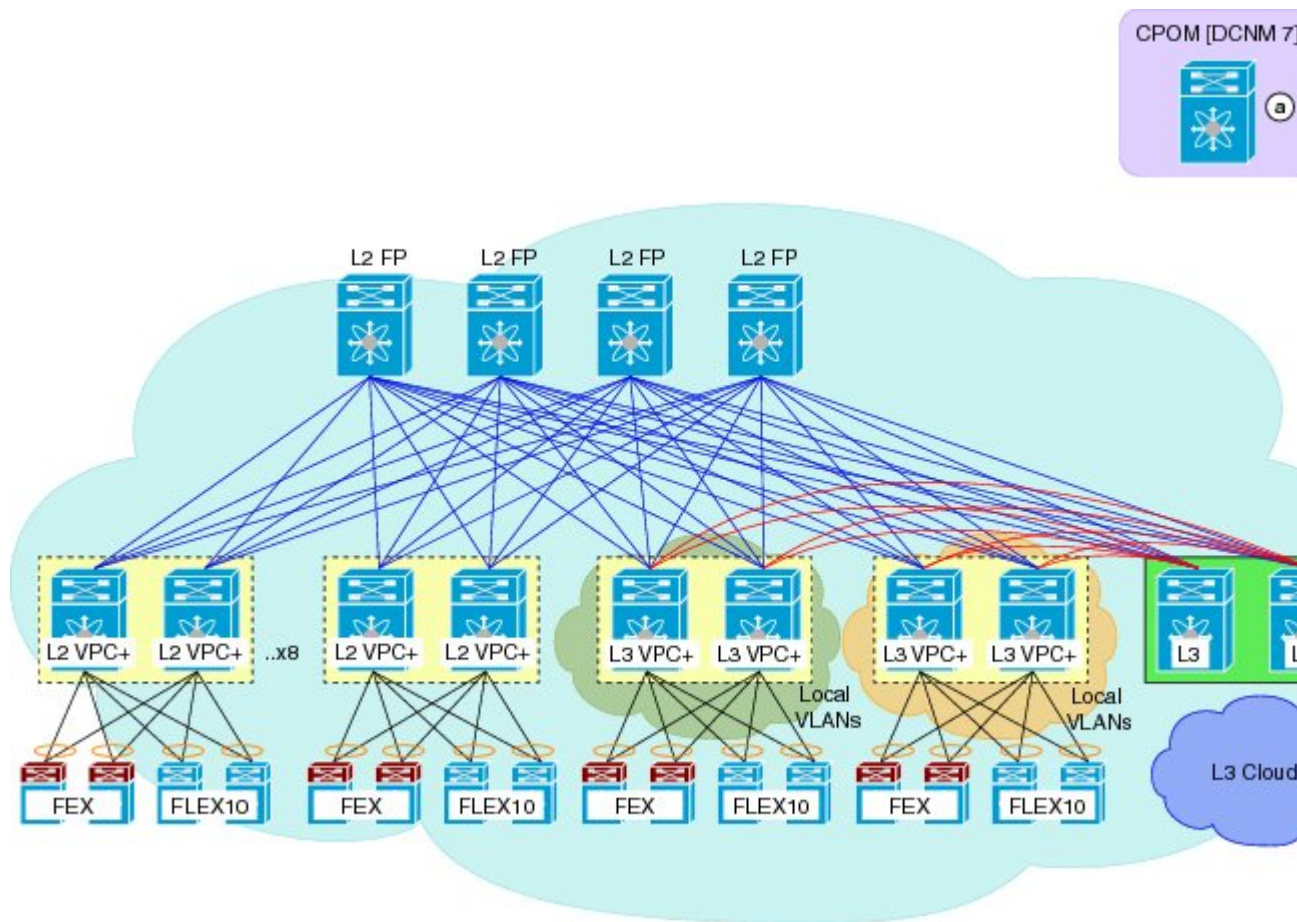 CPOM [DCNM 7]
a
L2 FP
L2 FP
L2 FP
L2 FP
L2 VPC+
L2 VPC+
..x8
L2 VPC+
L2 VPC+
L3 VPC+
L3 VPC+
L3 VPC+
L3 VPC+
L3
Local
VLANs
Local
VLANs
FEX
FLEX10
FEX
FLEX10
FEX
FLEX10
FEX
FLEX10
L3 Cloud